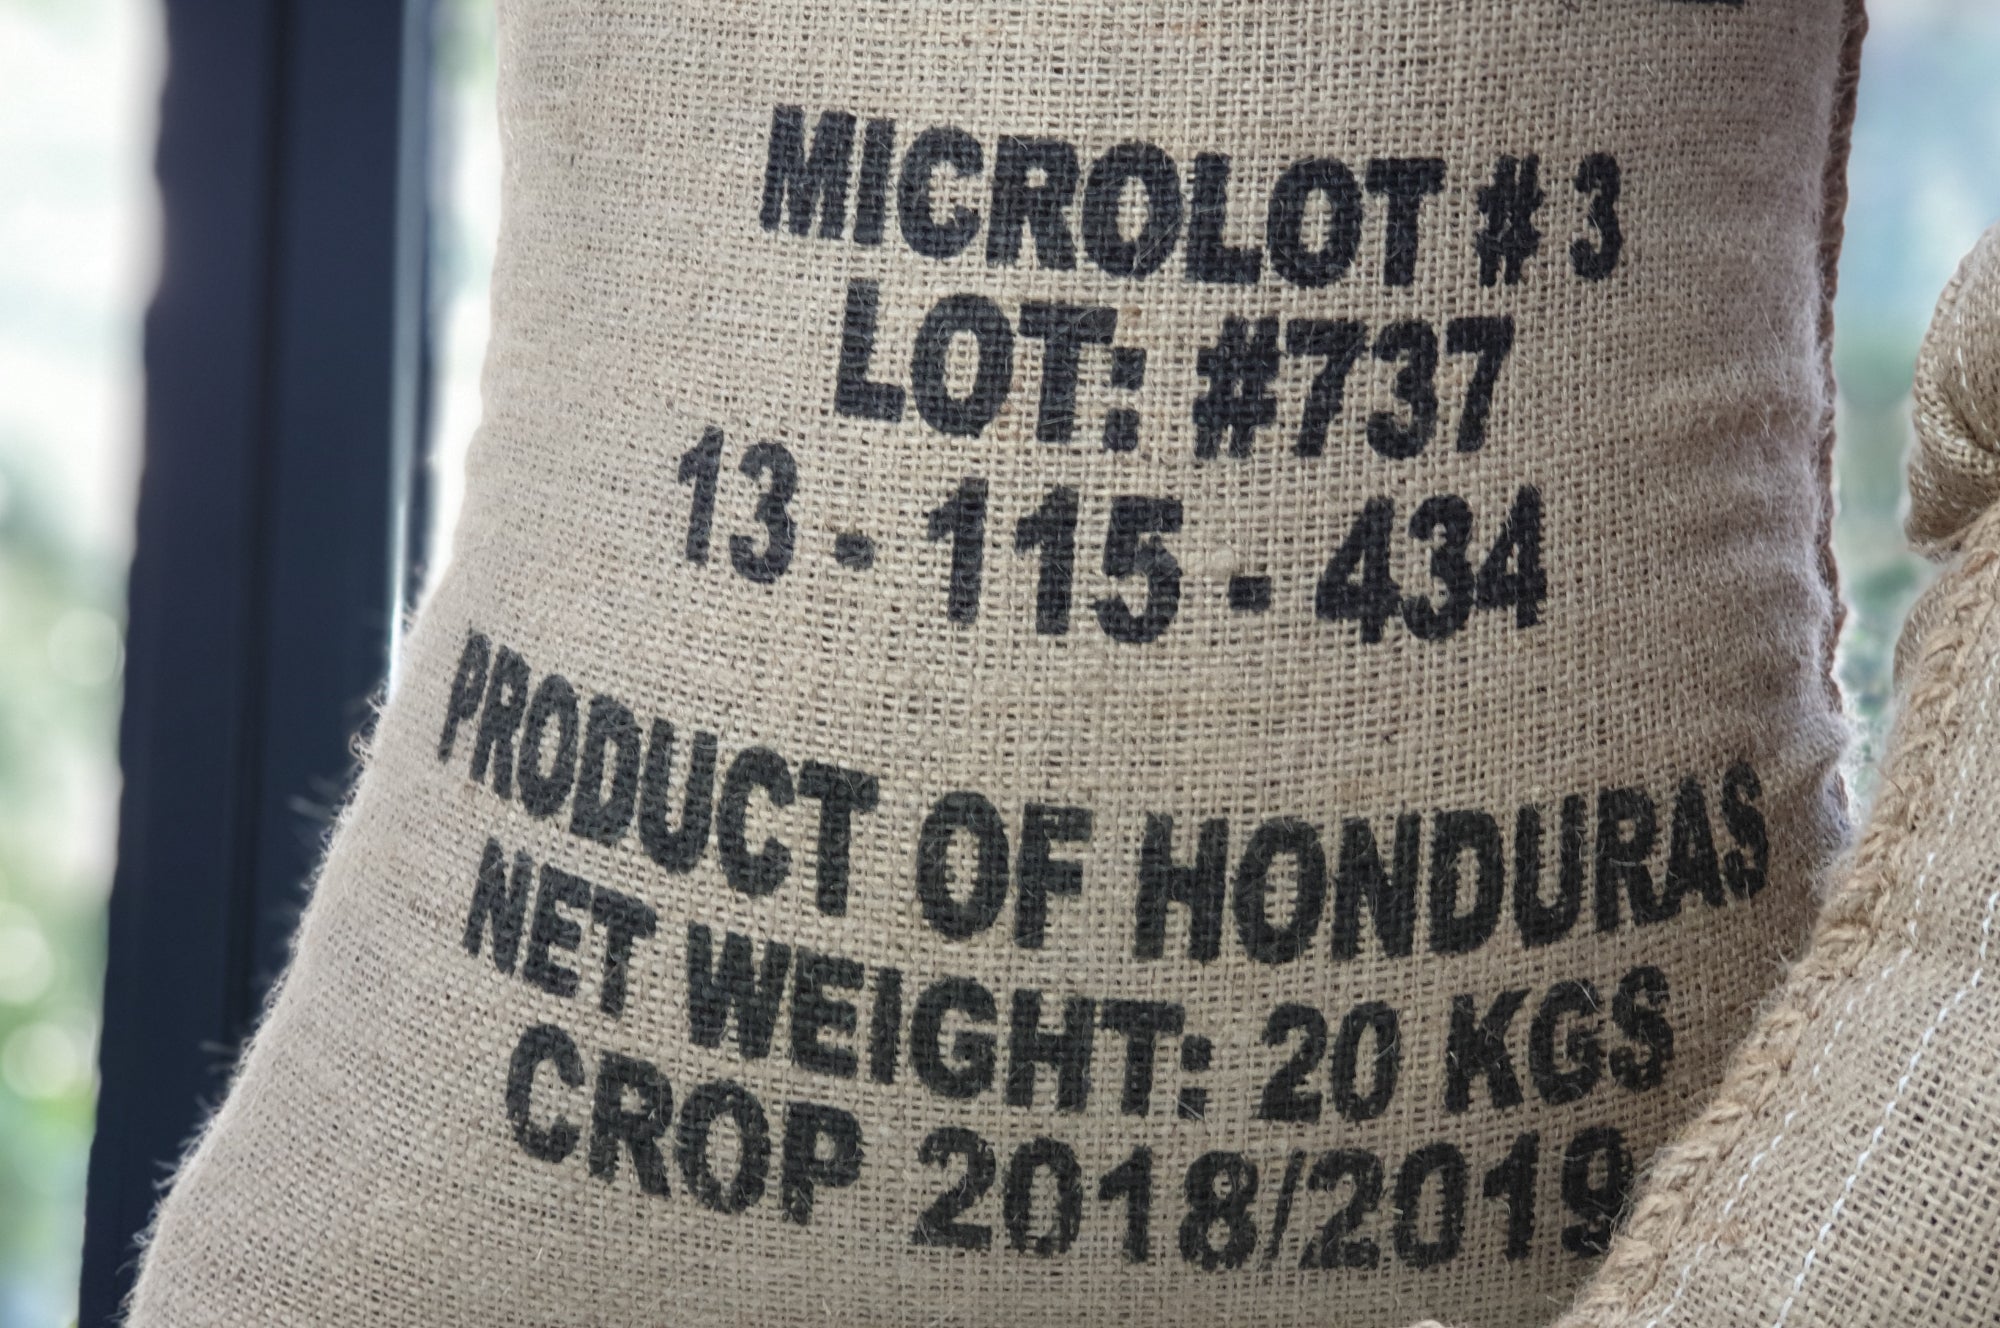 MICROLOT # 3
LOT: #737
13 - 115 - 434
PRODUCT OF HONDURAS
NET WEIGHT: 20 KGS
CROP 2018/2019